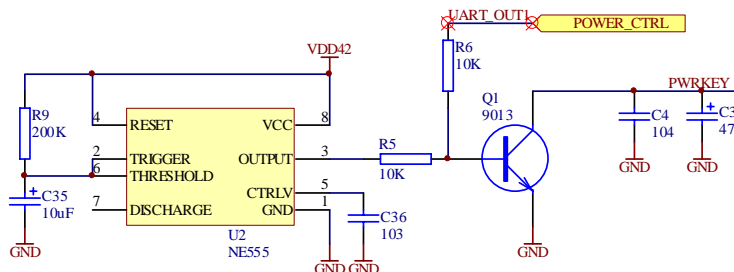 UART_OUT1
POWER_CTRL
VDD42
R6
10K
R9
200K
4
RESET
VCC
8
Q1
9013
PWRKEY
C4
104
C3
47
R5
10K
2
TRIGGER
OUTPUT
3
6
THRESHOLD
GND
GND
C35
10uF
CTRLV
5
7
DISCHARGE
GND
1
C36
103
U2
NE555
GND
GND
GND
GND